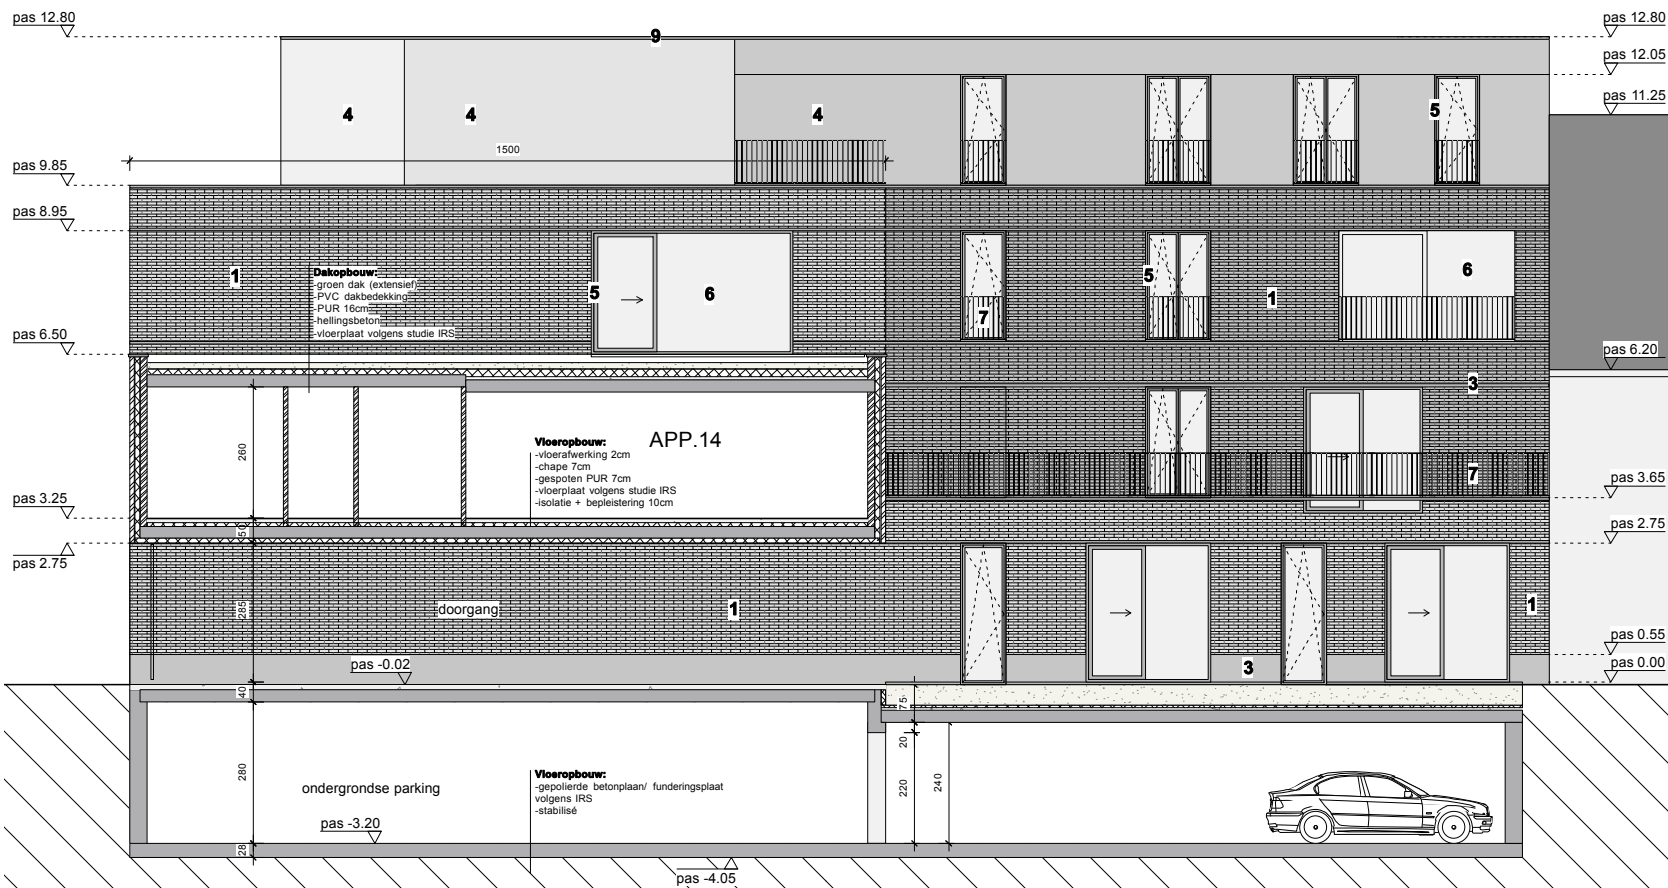 pas 12.80
pas 12.80
9
pas 12.05
pas 11.25
4
4
4
5
1500
pas 9.85
pas 8.95
1
Dakopbouw:
-groen dak (extensief)
-PVC dakbedekking
-PUR 16cm
-hellingsbeton
-vloerplaat volgens studie IRS
5
6
5
1
6
7
pas 6.50
pas 6.20
3
260
Vloeropbouw:
-vloerafwerking 2cm
-chape 7cm
-gespoten PUR 7cm
-vloerplaat volgens studie IRS
-isolatie + bepleistering 10cm
APP.14
7
pas 3.25
pas 3.65
50
pas 2.75
pas 2.75
285
doorgang
1
1
pas 0.55
pas -0.02
3
pas 0.00
40
75
20
280
220
240
ondergrondse parking
Vloeropbouw:
-gepolierde betonplaan/ funderingsplaat
volgens IRS
-stabilisé
pas -3.20
28
pas -4.05